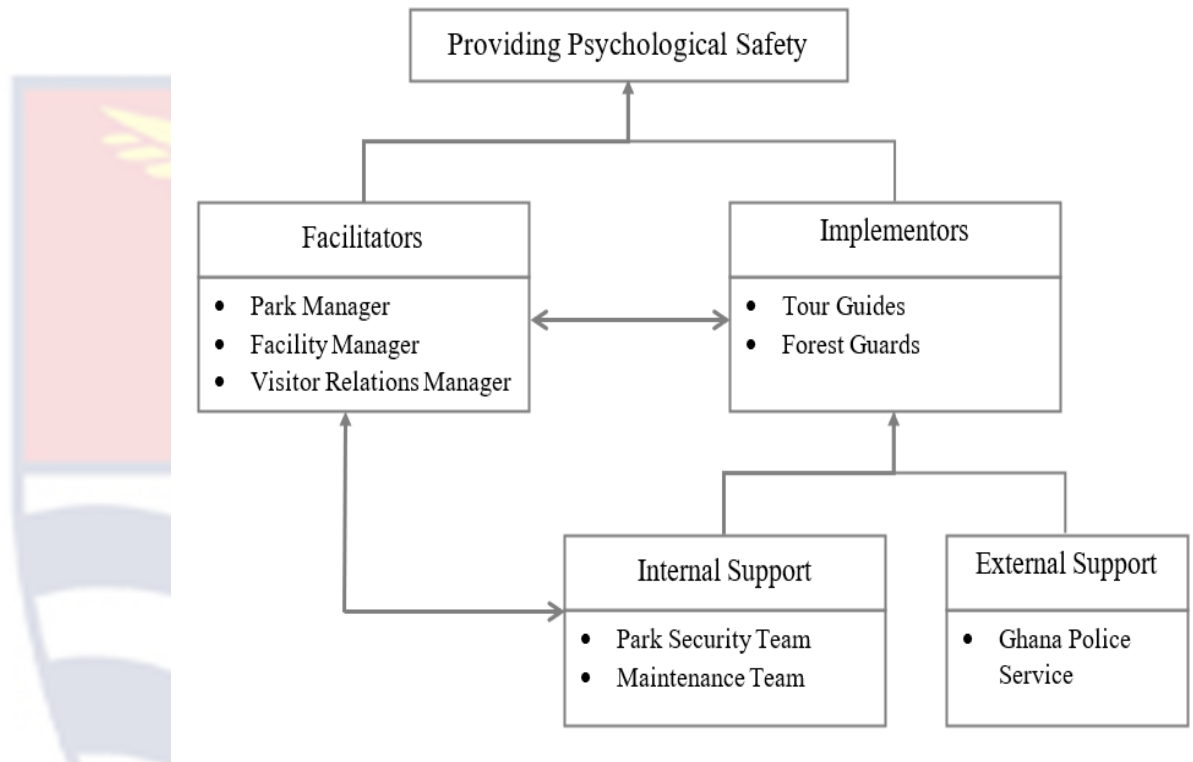 Providing Psychological Safety
Facilitators
• Park Manager
• Facility Manager
• Visitor Relations Manager
Implementors
• Tour Guides
• Forest Guards
Internal Support
• Park Security Team
• Maintenance Team
External Support
• Ghana Police
Service